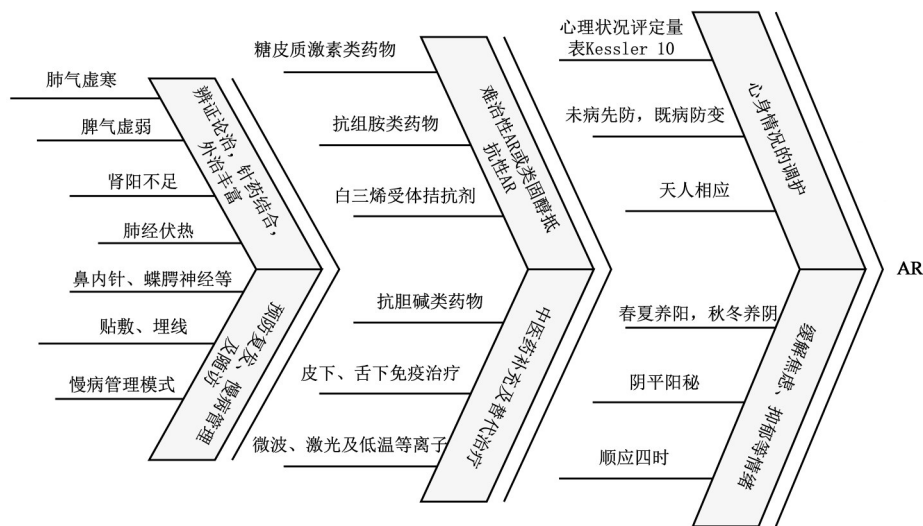 肺气虚寒
脾气虚弱
肾阳不足
肺经伏热
鼻内针、蝶腭神经等
贴敷、埋线
慢病管理模式
辨证论治，针药结合，
外治丰富
预防复发、慢病管理
及随访
糖皮质激素类药物
抗组胺类药物
白三烯受体拮抗剂
抗胆碱类药物
皮下、舌下免疫治疗
微波、激光及低温等离子
难治性AR或类固醇抵
抗性AR
中医药补充及替代治疗
心理状况评定量
表Kessler 10
未病先防，既病防变
天人相应
春夏养阳，秋冬养阴
阴平阳秘
顺应四时
心身情况的调护
缓解焦虑、抑郁等情绪
AR